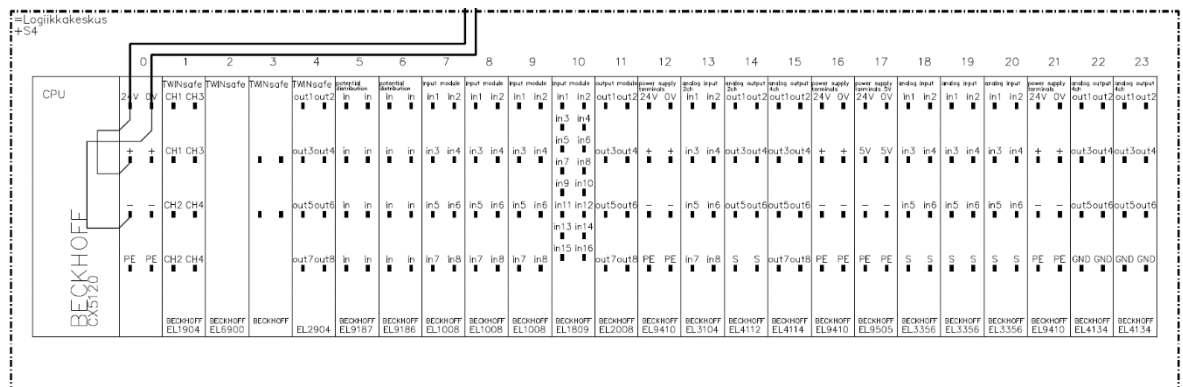 =Logiikkakeskus
+S4
0 1 2 3 4 5 6 7 8 9 10 11 12 13 14 15 16 17 18 19 20 21 22 23
CPU
TWINsafe TWINsafe TWINsafe TWINsafe potential distribution potential distribution input module input module input module input module output module power supply terminals analog input 2ch analog output 2ch analog output 4ch power supply terminals power supply terminals 5V analog input analog input analog input power supply terminals analog output 4ch analog output 4ch
24V 0V CH1 CH3 out1 out2 in in in in in1 in2 in1 in2 in1 in2 in1 in2 out1 out2 24V 0V in1 in2 out1 out2 out1 out2 24V 0V 24V 0V in1 in2 in1 in2 in1 in2 24V 0V out1 out2 out1 out2
in3 in4
in5 in6
+ + CH1 CH3 out3 out4 in in in in in3 in4 in3 in4 in3 in4 in7 in8 out3 out4 + + in3 in4 out3 out4 out3 out4 + + 5V 5V in3 in4 in3 in4 in3 in4 + + out3 out4 out3 out4
in9 in10
- - CH2 CH4 out5 out6 in in in in in5 in6 in5 in6 in5 in6 in11 in12 out5 out6 - - in5 in6 out5 out6 out5 out6 - - - - in5 in6 in5 in6 in5 in6 - - out5 out6 out5 out6
in13 in14
in15 in16
PE PE CH2 CH4 out7 out8 in in in in in7 in8 in7 in8 in7 in8 out7 out8 PE PE in7 in8 S S out7 out8 PE PE PE PE S S S S S S PE PE GND GND GND GND
BECKHOFF
CX5120
BECKHOFF BECKHOFF BECKHOFF BECKHOFF BECKHOFF BECKHOFF BECKHOFF BECKHOFF BECKHOFF BECKHOFF BECKHOFF BECKHOFF BECKHOFF BECKHOFF BECKHOFF BECKHOFF BECKHOFF BECKHOFF BECKHOFF BECKHOFF BECKHOFF BECKHOFF
EL1904 EL6900 EL2904 EL9187 EL9186 EL1008 EL1008 EL1008 EL1809 EL2008 EL9410 EL3104 EL4112 EL4114 EL9410 EL9505 EL3356 EL3356 EL3356 EL9410 EL4134 EL4134